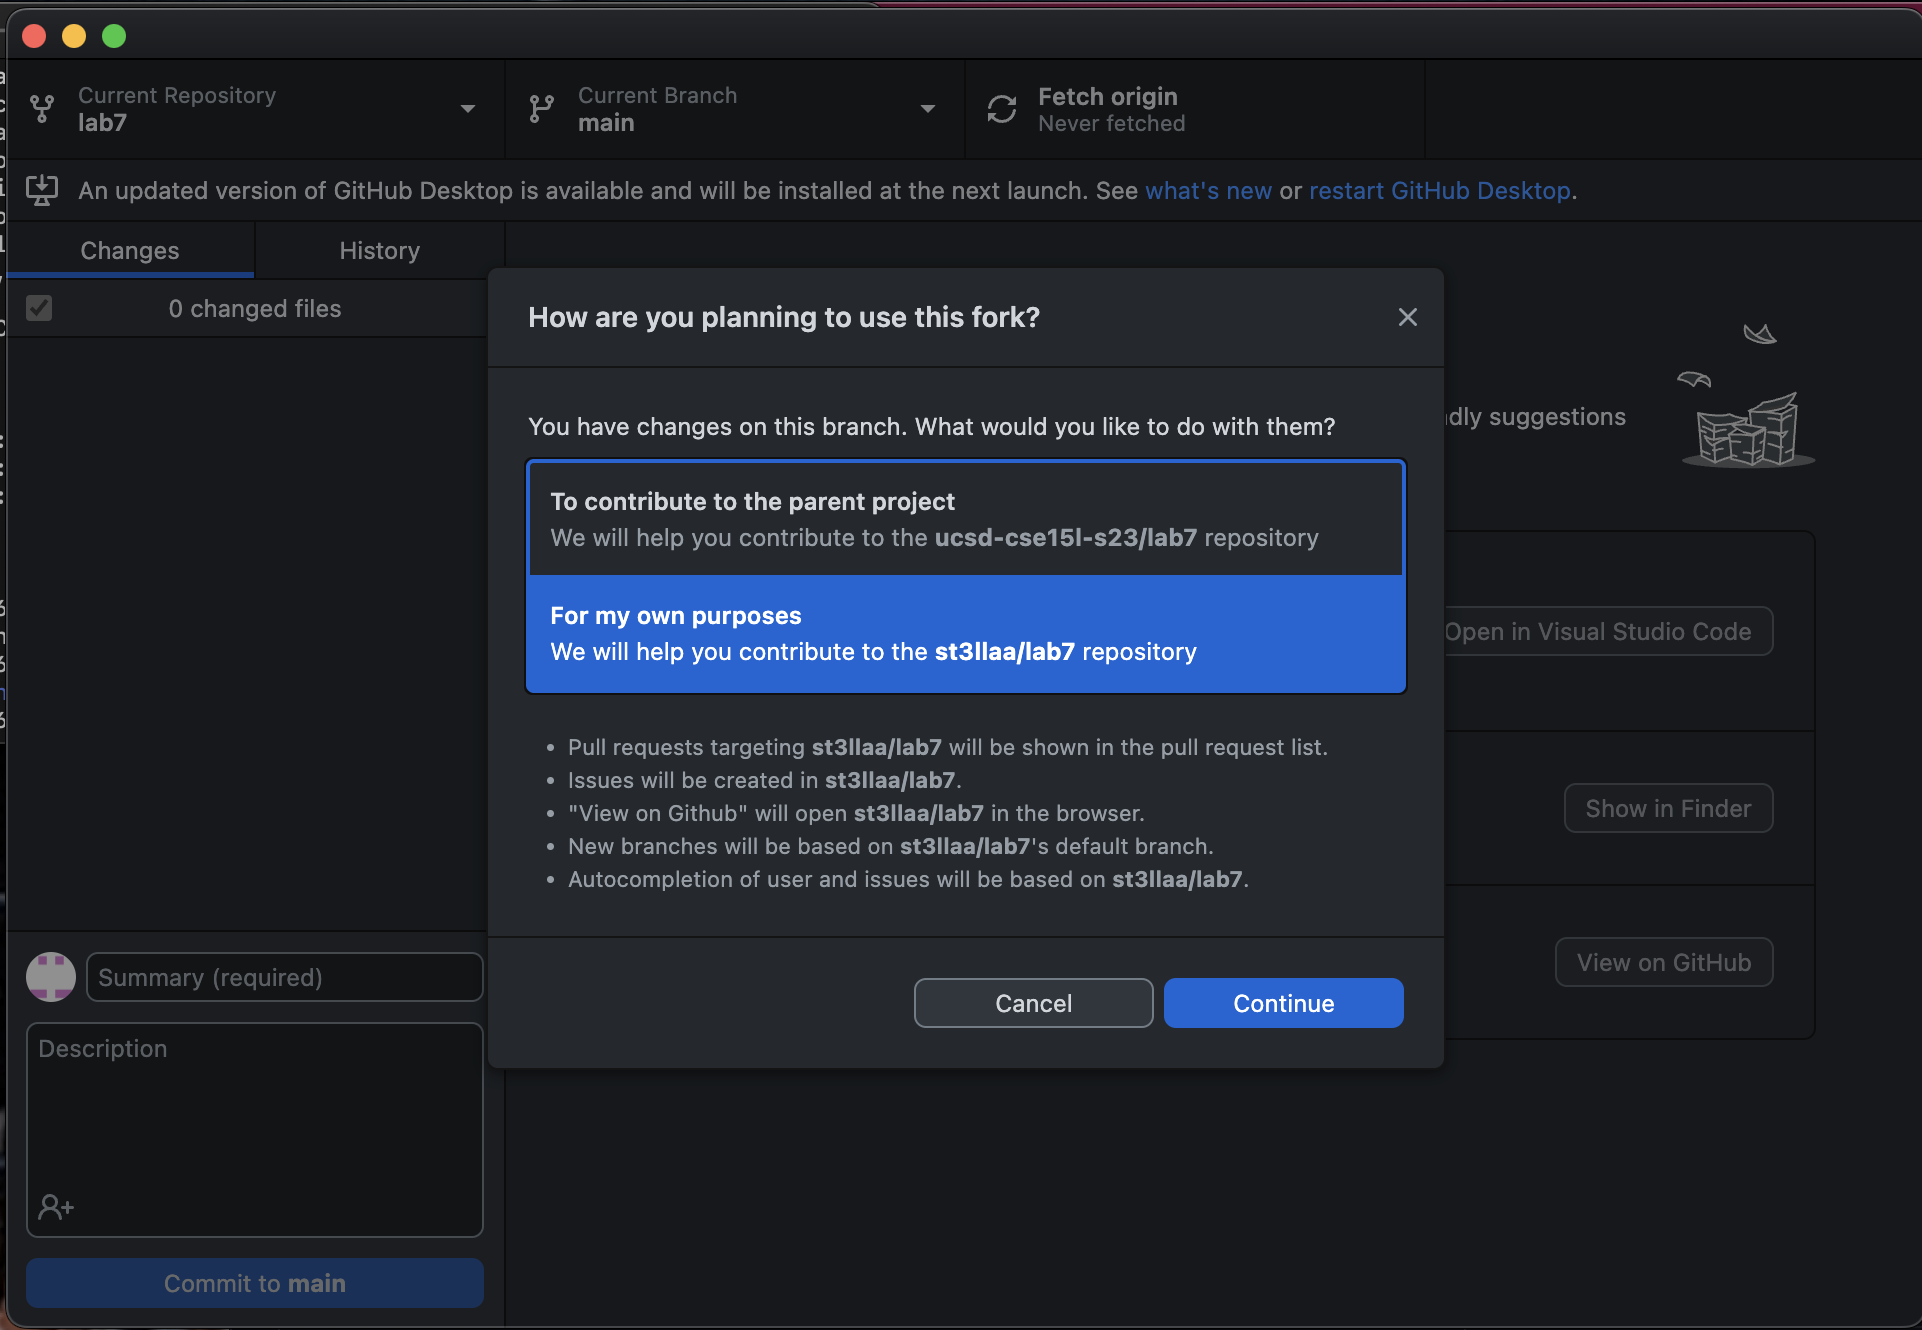 Current Repository
lab7
Current Branch
main
Fetch origin
Never fetched
An updated version of GitHub Desktop is available and will be installed at the next launch. See what's new or restart GitHub Desktop.
Changes
History
0 changed files
How are you planning to use this fork?
You have changes on this branch. What would you like to do with them?
To contribute to the parent project
We will help you contribute to the ucsd-cse15l-s23/lab7 repository
For my own purposes
We will help you contribute to the st3llaa/lab7 repository
• Pull requests targeting st3llaa/lab7 will be shown in the pull request list.
• Issues will be created in st3llaa/lab7.
• "View on Github" will open st3llaa/lab7 in the browser.
• New branches will be based on st3llaa/lab7's default branch.
• Autocompletion of user and issues will be based on st3llaa/lab7.
Cancel
Continue
suggestions
Open in Visual Studio Code
Show in Finder
View on GitHub
Summary (required)
Description
Commit to main